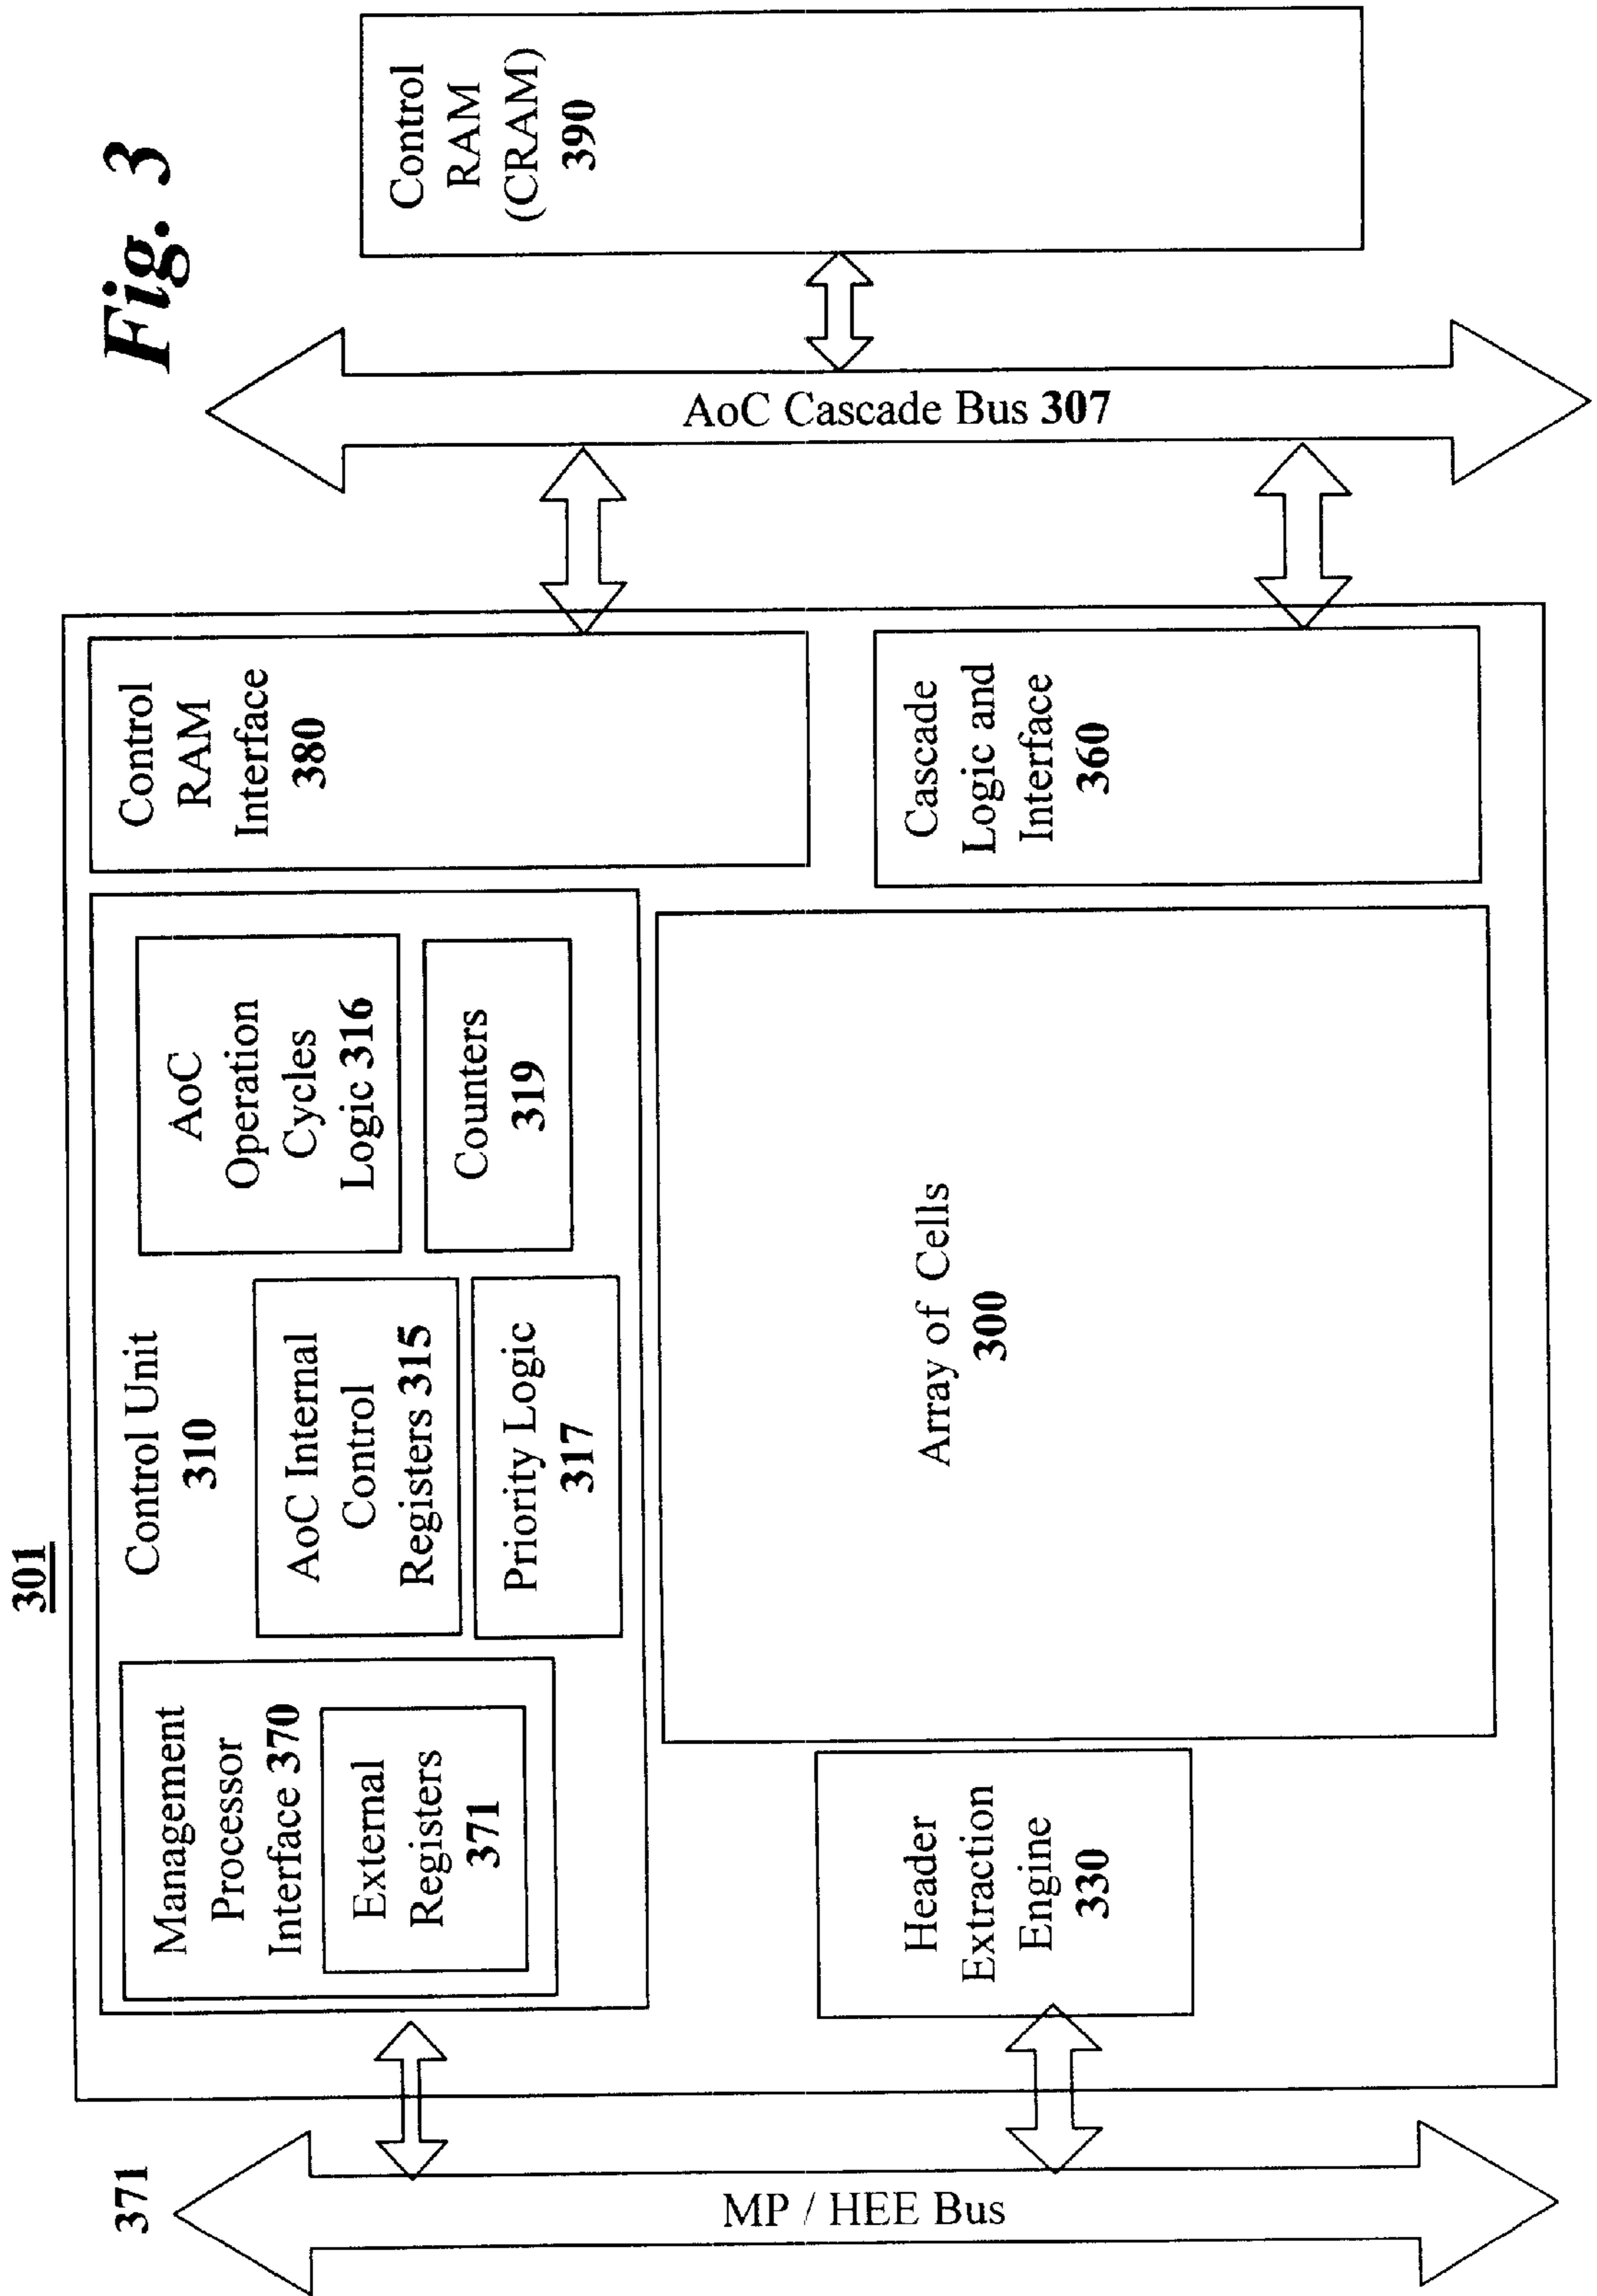 Fig. 3
301
Control Unit
310
Management
Processor
Interface 370
External
Registers
371
AoC Internal
Control
Registers 315
Priority Logic
317
AoC
Operation
Cycles
Logic 316
Counters
319
Control
RAM
Interface
380
Control
RAM
(CRAM)
390
371
MP / HEE Bus
Header
Extraction
Engine
330
Array of Cells
300
Cascade
Logic and
Interface
360
AoC Cascade Bus 307